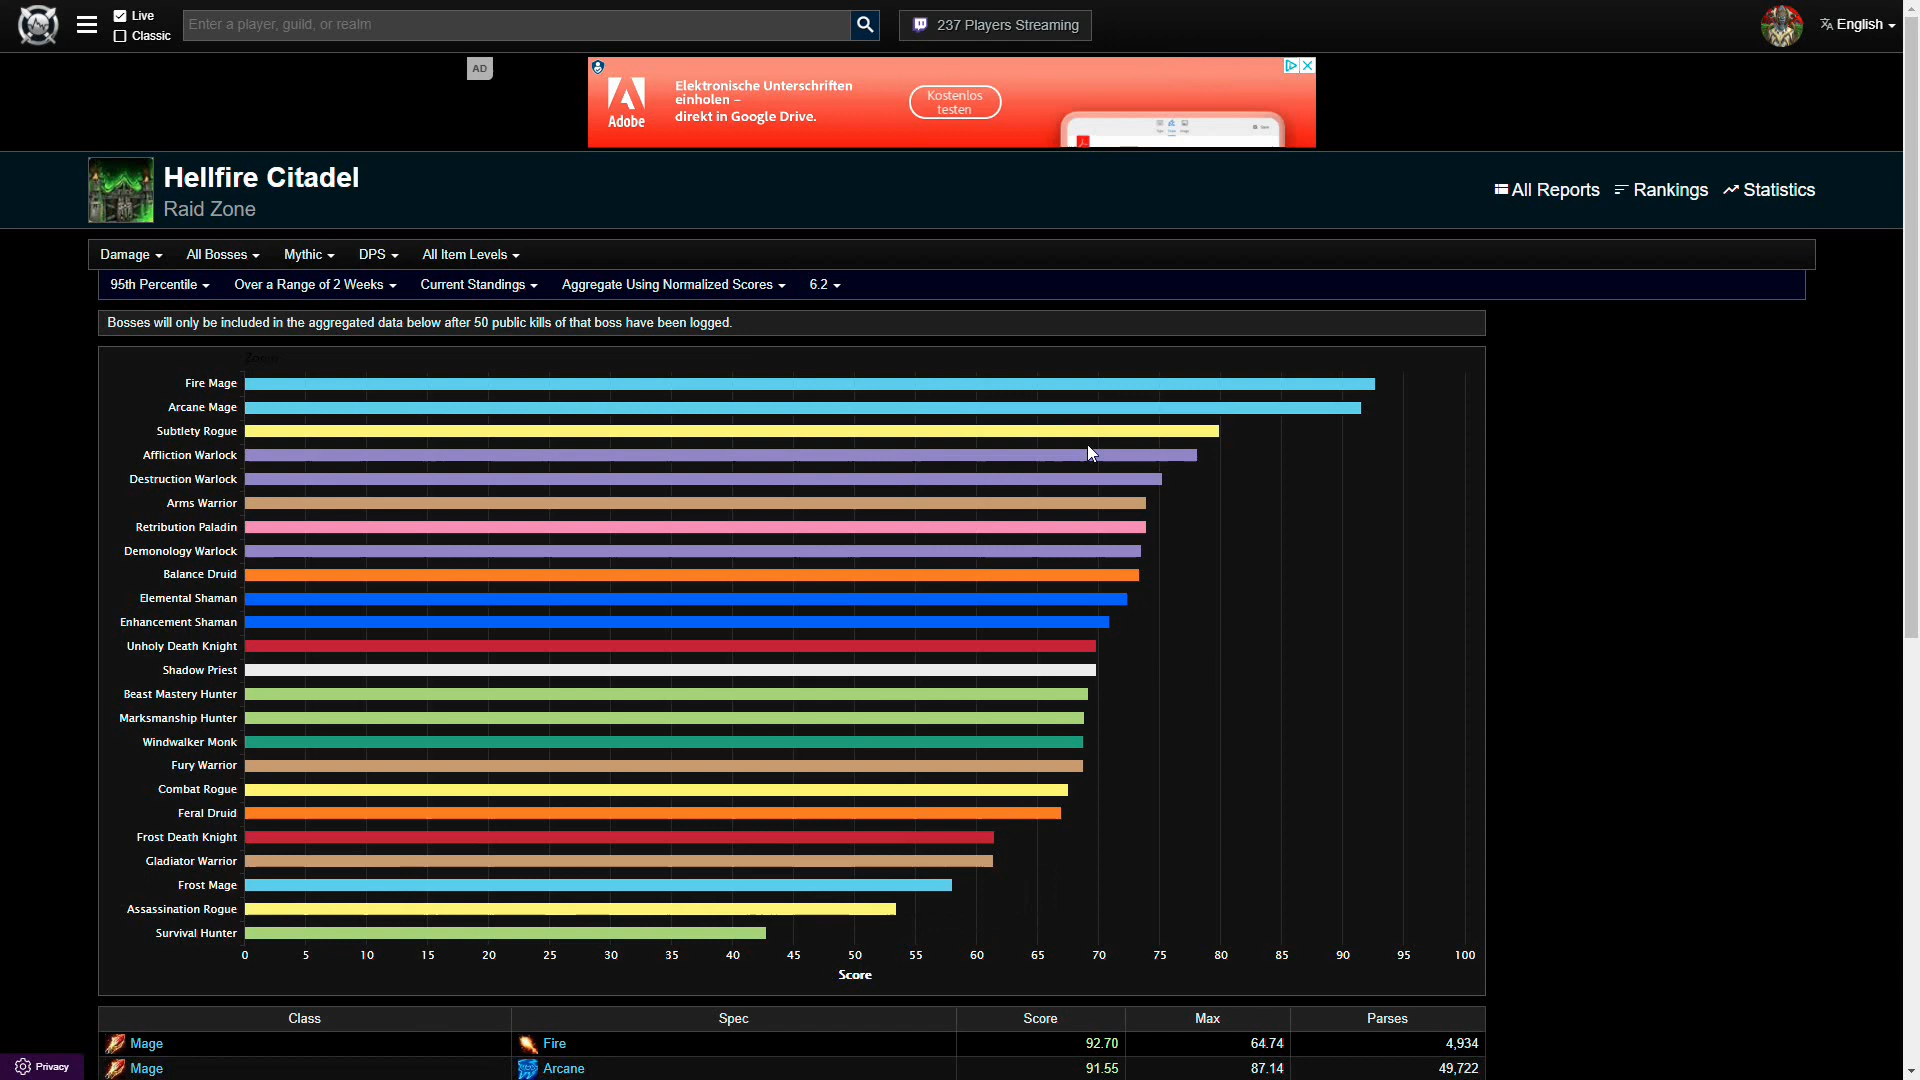 Live
Classic
Enter a player, guild, or realm
237 Players Streaming
English
AD
Adobe
Elektronische Unterschriften
einholen –
direkt in Google Drive.
Kostenlos
testen
Hellfire Citadel
Raid Zone
All Reports
Rankings
Statistics
Damage
All Bosses
Mythic
DPS
All Item Levels
95th Percentile
Over a Range of 2 Weeks
Current Standings
Aggregate Using Normalized Scores
6.2
Bosses will only be included in the aggregated data below after 50 public kills of that boss have been logged.
Zoom
Fire Mage
Arcane Mage
Subtlety Rogue
Affliction Warlock
Destruction Warlock
Arms Warrior
Retribution Paladin
Demonology Warlock
Balance Druid
Elemental Shaman
Enhancement Shaman
Unholy Death Knight
Shadow Priest
Beast Mastery Hunter
Marksmanship Hunter
Windwalker Monk
Fury Warrior
Combat Rogue
Feral Druid
Frost Death Knight
Gladiator Warrior
Frost Mage
Assassination Rogue
Survival Hunter
0 5 10 15 20 25 30 35 40 45 50 55 60 65 70 75 80 85 90 95 100
Score
Class Spec Score Max Parses
Mage Fire 92.70 64.74 4,934
Mage Arcane 91.55 87.14 49,722
Privacy